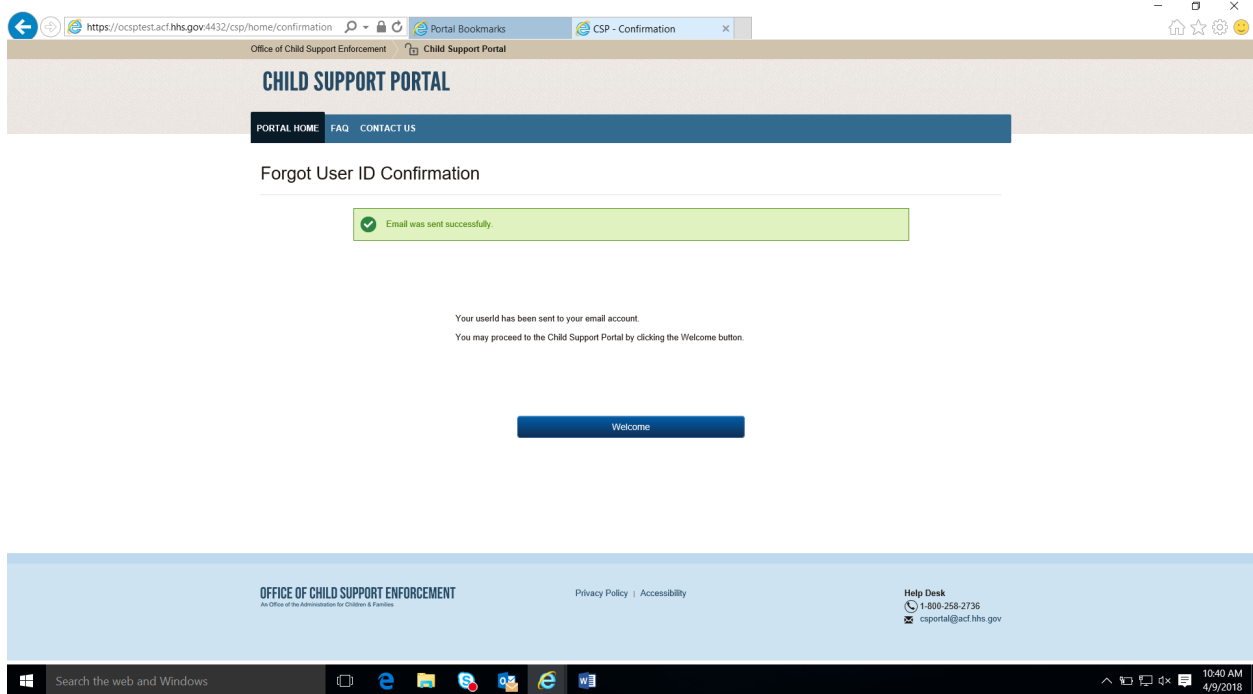 https://ocsptest.acf.hhs.gov:4432/csp/home/confirmation
Portal Bookmarks
CSP - Confirmation
Office of Child Support Enforcement
Child Support Portal
CHILD SUPPORT PORTAL
PORTAL HOME FAQ CONTACT US
Forgot User ID Confirmation
Email was sent successfully.
Your userId has been sent to your email account.
You may proceed to the Child Support Portal by clicking the Welcome button.
Welcome
OFFICE OF CHILD SUPPORT ENFORCEMENT
An Office of the Administration for Children & Families
Privacy Policy | Accessibility
Help Desk
1-800-258-2736
csportal@acf.hhs.gov
Search the web and Windows
10:40 AM
4/9/2018